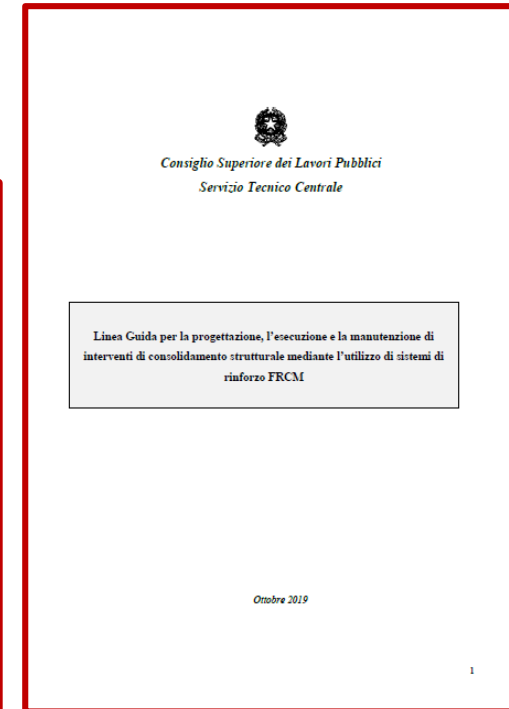 Consiglio Superiore dei Lavori Pubblici
Servizio Tecnico Centrale
Linea Guida per la progettazione, l'esecuzione e la manutenzione di
interventi di consolidamento strutturale mediante l'utilizzo di sistemi di
rinforzo FRCM
Ottobre 2019
1